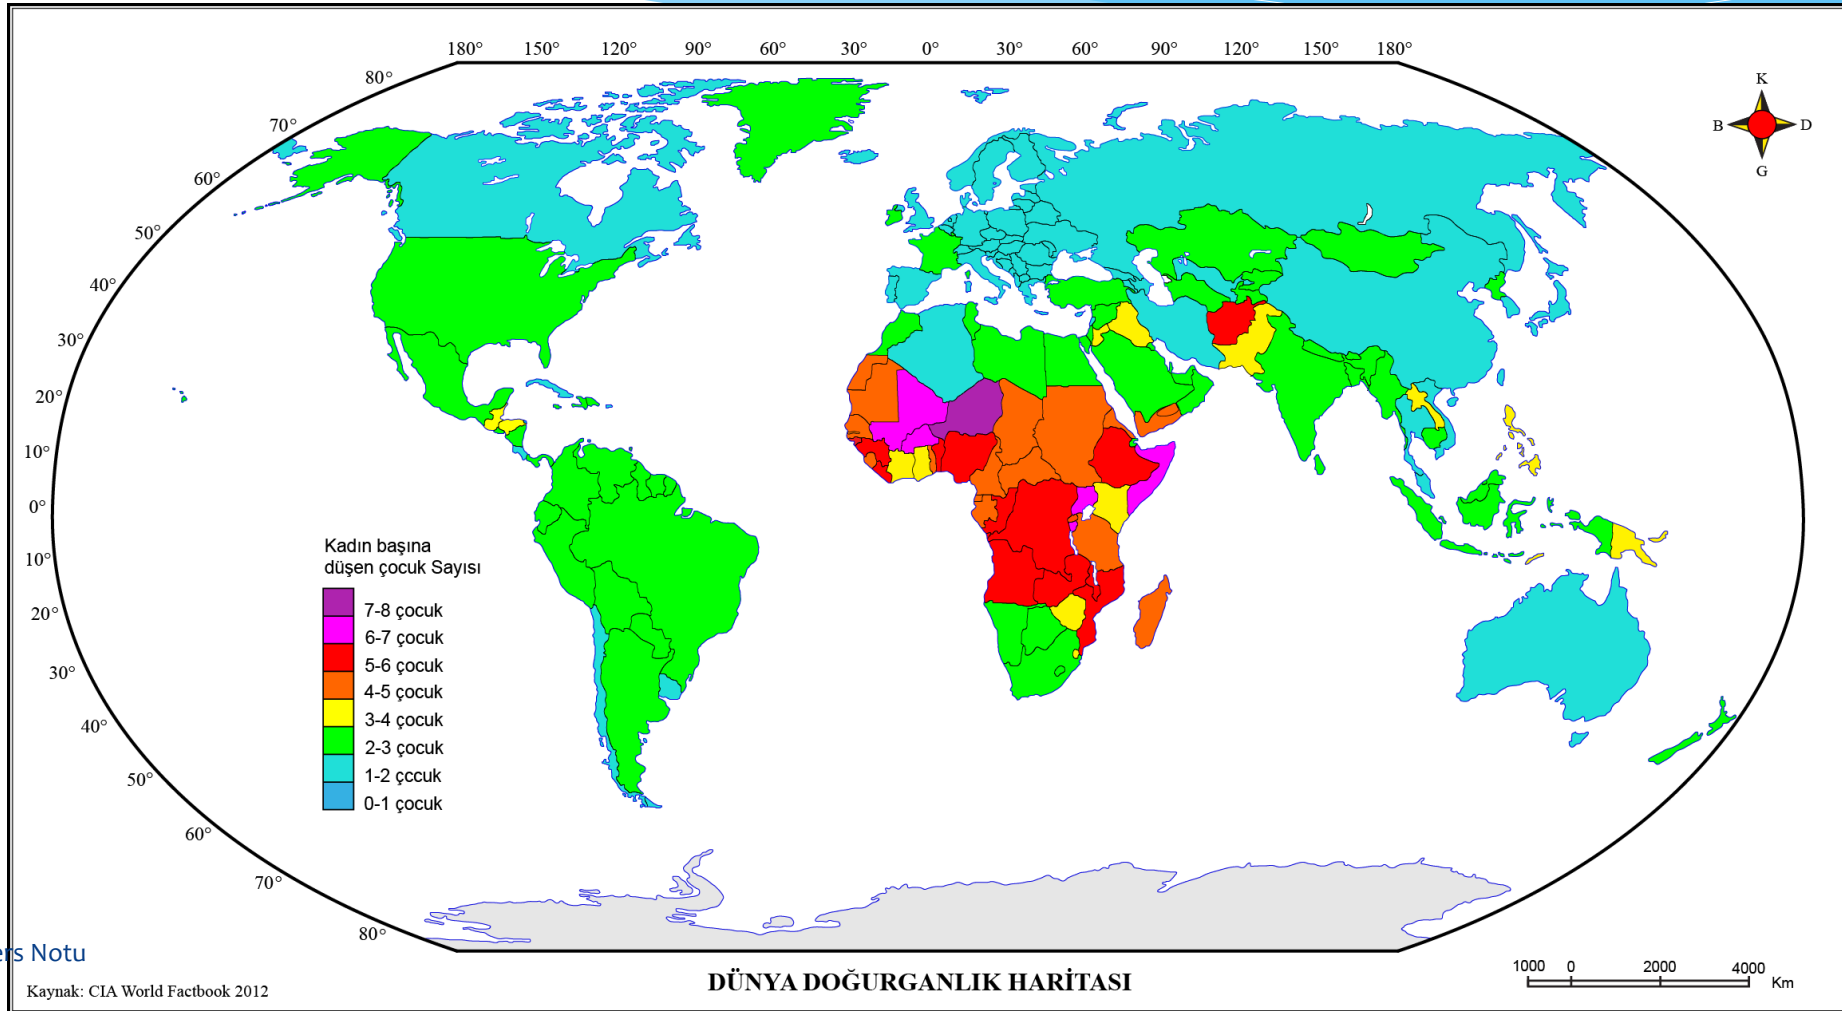 180° 150° 120° 90° 60° 30° 0° 30° 60° 90° 120° 150° 180°
80°
70°
60°
50°
40°
30°
20°
10°
0°
10°
20°
30°
40°
50°
60°
70°
80°
K
B D
G
Kadın başına
düşen çocuk Sayısı
7-8 çocuk
6-7 çocuk
5-6 çocuk
4-5 çocuk
3-4 çocuk
2-3 çocuk
1-2 çccuk
0-1 çocuk
ers Notu
Kaynak: CIA World Factbook 2012
DÜNYA DOĞURGANLIK HARİTASI
1000 0 2000 4000
Km